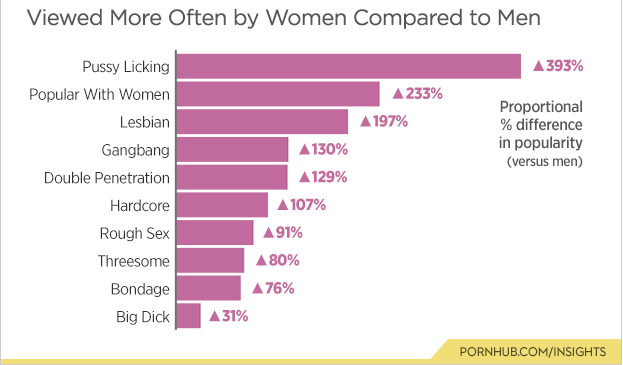 Viewed More Often by Women Compared to Men
Pussy Licking ▲393%
Popular With Women ▲233%
Lesbian ▲197%
Gangbang ▲130%
Double Penetration ▲129%
Hardcore ▲107%
Rough Sex ▲91%
Threesome ▲80%
Bondage ▲76%
Big Dick ▲31%
Proportional
% difference
in popularity
(versus men)
PORNHUB.COM/INSIGHTS